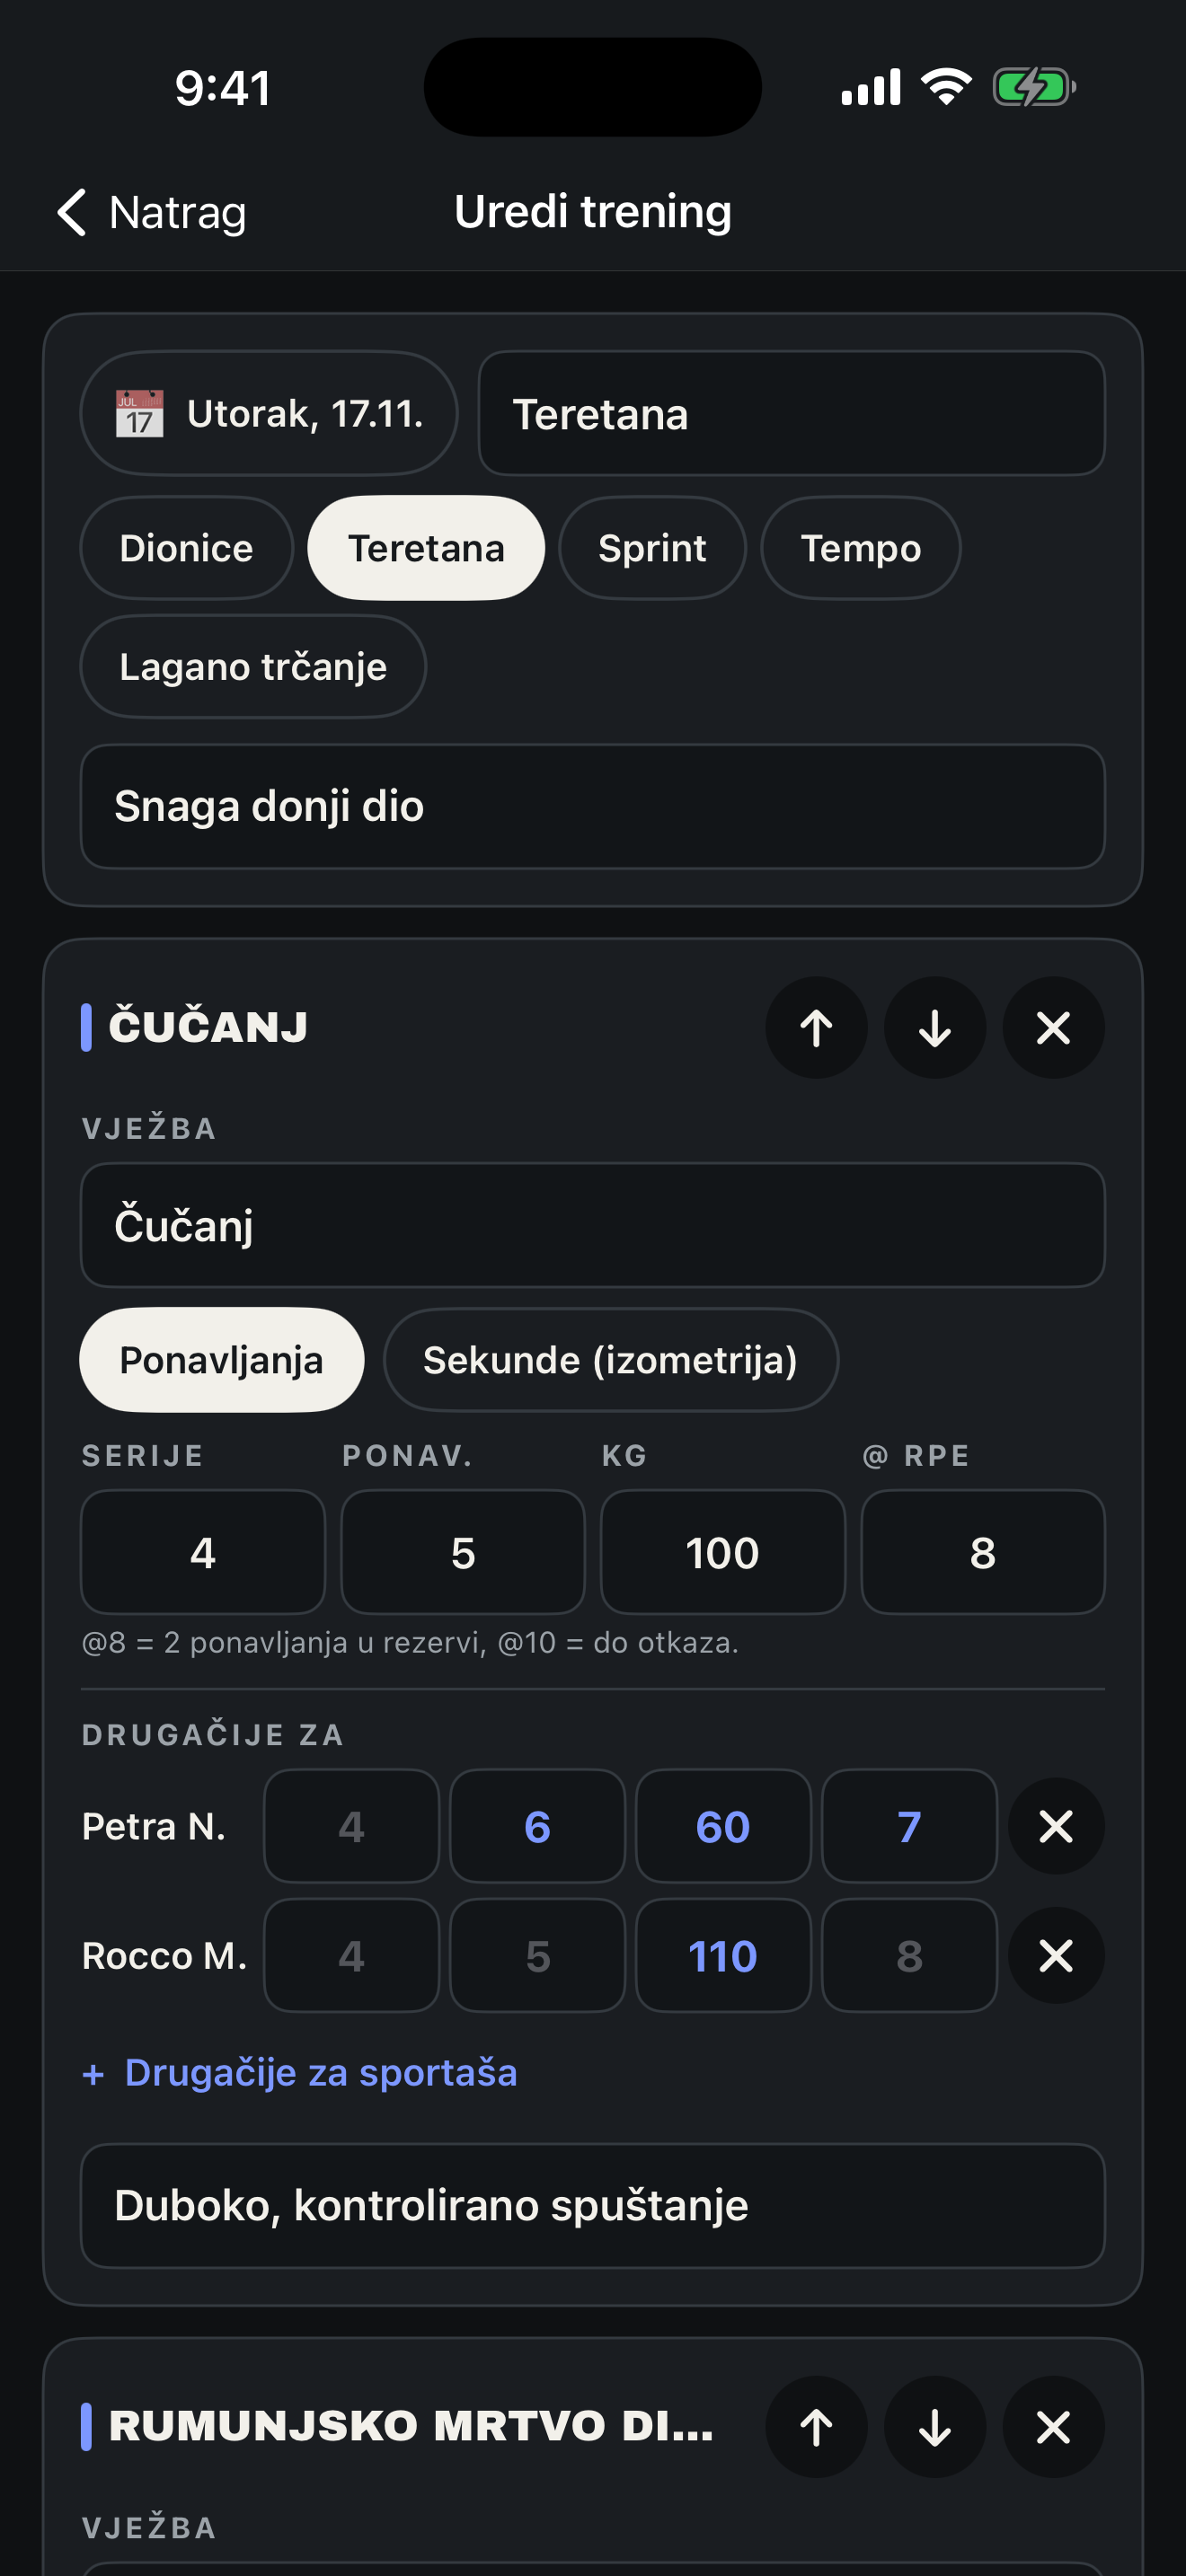 9:41
Natrag
Uredi trening
JUL 17
Utorak, 17.11.
Teretana
Dionice
Teretana
Sprint
Tempo
Lagano trčanje
Snaga donji dio
ČUČANJ
VJEŽBA
Čučanj
Ponavljanja
Sekunde (izometrija)
SERIJE PONAV. KG @ RPE
4 5 100 8
@8 = 2 ponavljanja u rezervi, @10 = do otkaza.
DRUGAČIJE ZA
Petra N. 4 6 60 7
Rocco M. 4 5 110 8
+ Drugačije za sportaša
Duboko, kontrolirano spuštanje
RUMUNJSKO MRTVO DI...
VJEŽBA